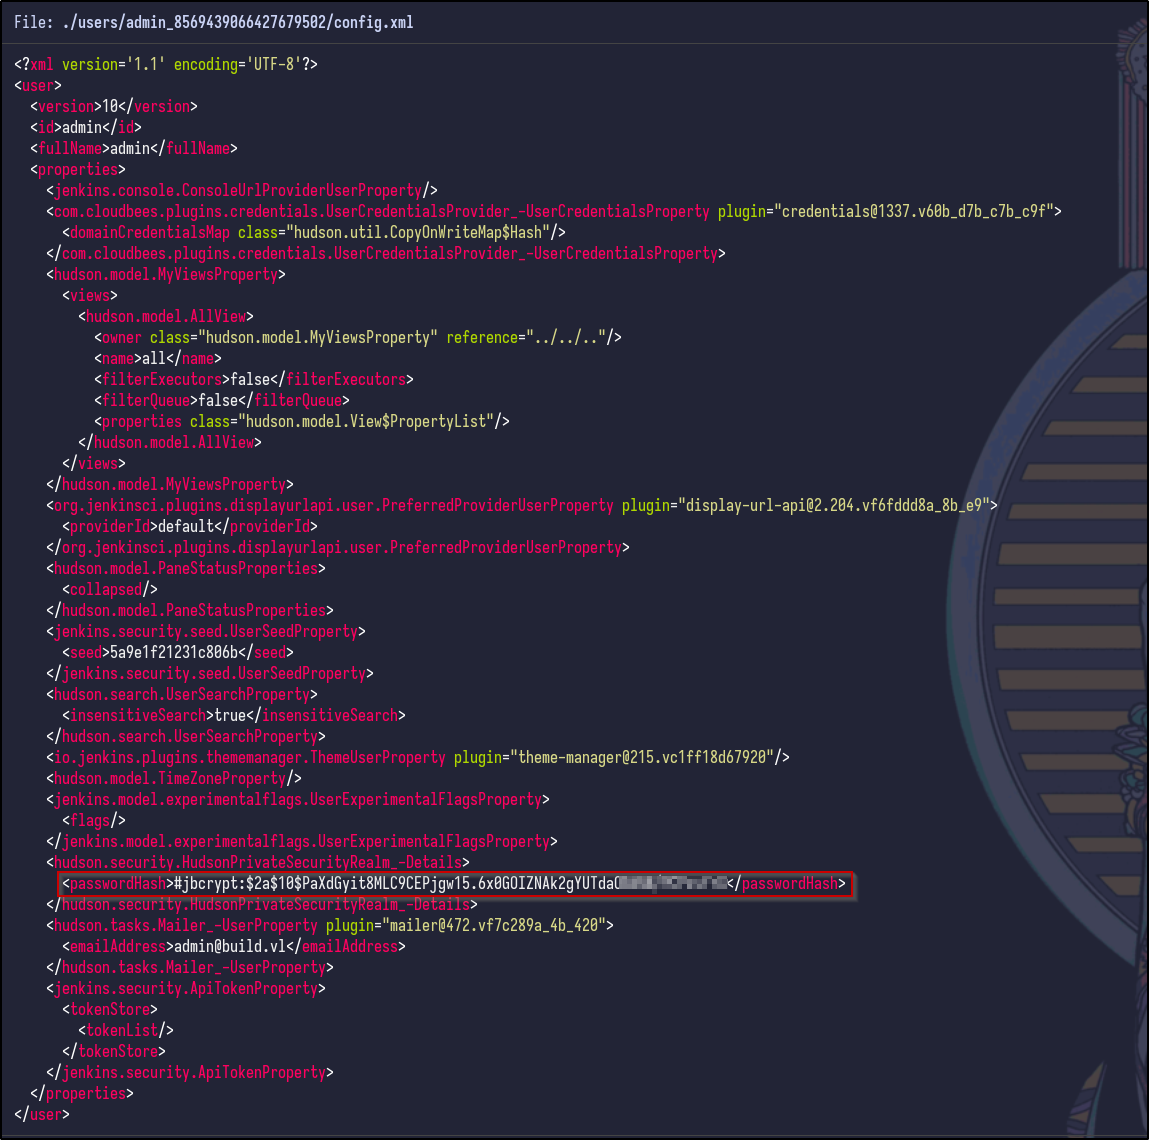 File: ./users/admin_8569439066427679502/config.xml
<?xml version='1.1' encoding='UTF-8'?>
<user>
  <version>10</version>
  <id>admin</id>
  <fullName>admin</fullName>
  <properties>
    <jenkins.console.ConsoleUrlProviderUserProperty/>
    <com.cloudbees.plugins.credentials.UserCredentialsProvider_-UserCredentialsProperty plugin="credentials@1337.v60b_d7b_c7b_c9f">
      <domainCredentialsMap class="hudson.util.CopyOnWriteMap$Hash"/>
    </com.cloudbees.plugins.credentials.UserCredentialsProvider_-UserCredentialsProperty>
    <hudson.model.MyViewsProperty>
      <views>
        <hudson.model.AllView>
          <owner class="hudson.model.MyViewsProperty" reference="../../.."/>
          <name>all</name>
          <filterExecutors>false</filterExecutors>
          <filterQueue>false</filterQueue>
          <properties class="hudson.model.View$PropertyList"/>
        </hudson.model.AllView>
      </views>
    </hudson.model.MyViewsProperty>
    <org.jenkinsci.plugins.displayurlapi.user.PreferredProviderUserProperty plugin="display-url-api@2.204.vf6fddd8a_8b_e9">
      <providerId>default</providerId>
    </org.jenkinsci.plugins.displayurlapi.user.PreferredProviderUserProperty>
    <hudson.model.PaneStatusProperties>
      <collapsed/>
    </hudson.model.PaneStatusProperties>
    <jenkins.security.seed.UserSeedProperty>
      <seed>5a9e1f21231c806b</seed>
    </jenkins.security.seed.UserSeedProperty>
    <hudson.search.UserSearchProperty>
      <insensitiveSearch>true</insensitiveSearch>
    </hudson.search.UserSearchProperty>
    <io.jenkins.plugins.thememanager.ThemeUserProperty plugin="theme-manager@215.vc1ff18d67920"/>
    <hudson.model.TimeZoneProperty/>
    <jenkins.model.experimentalflags.UserExperimentalFlagsProperty>
      <flags/>
    </jenkins.model.experimentalflags.UserExperimentalFlagsProperty>
    <hudson.security.HudsonPrivateSecurityRealm_-Details>
      <passwordHash>#jbcrypt:$2a$10$PaXdGyit8MLC9CEPjgw15.6x0GOIZNAk2gYUTda</passwordHash>
    </hudson.security.HudsonPrivateSecurityRealm_-Details>
    <hudson.tasks.Mailer_-UserProperty plugin="mailer@472.vf7c289a_4b_420">
      <emailAddress>admin@build.vl</emailAddress>
    </hudson.tasks.Mailer_-UserProperty>
    <jenkins.security.ApiTokenProperty>
      <tokenStore>
        <tokenList/>
      </tokenStore>
    </jenkins.security.ApiTokenProperty>
  </properties>
</user>